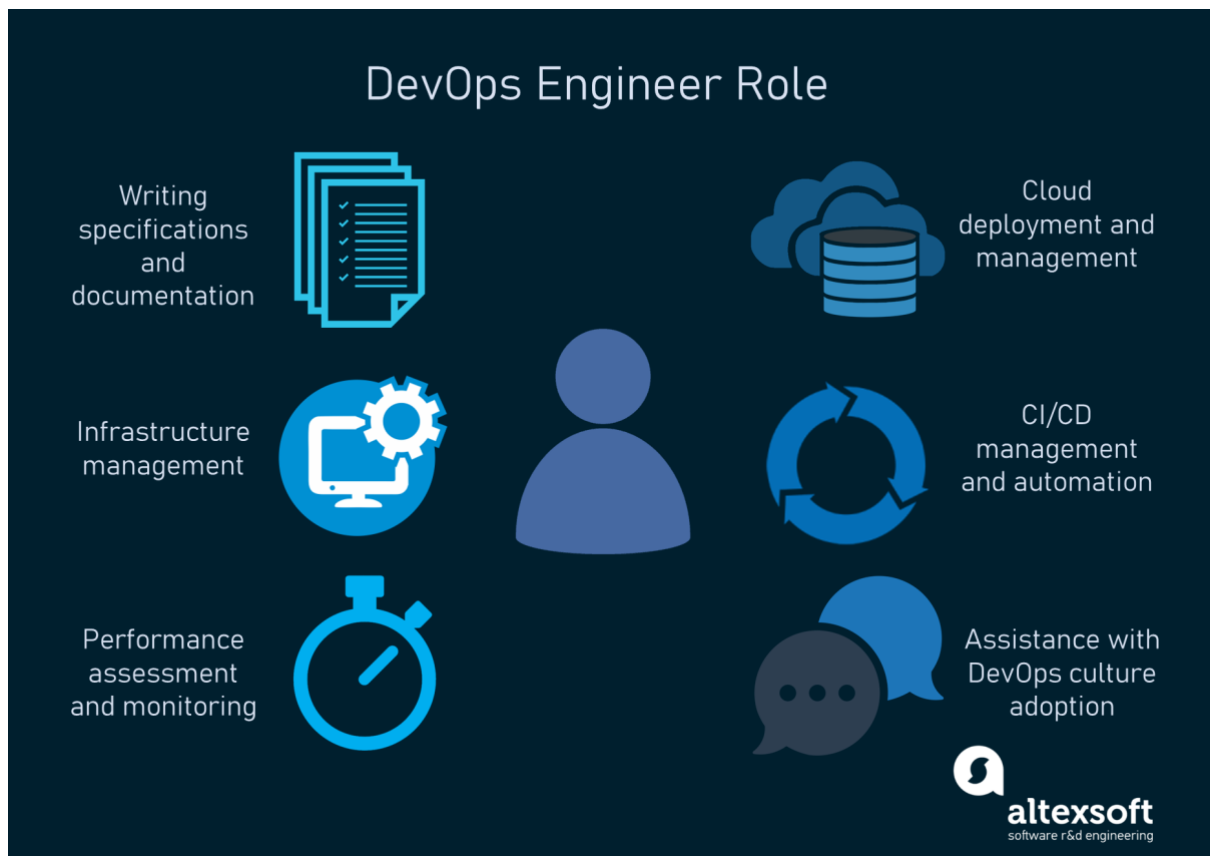 DevOps Engineer Role
Writing
specifications
and
documentation
Cloud
deployment and
management
Infrastructure
management
CI/CD
management
and automation
Performance
assessment
and monitoring
Assistance with
DevOps culture
adoption
altexsoft
software r&d engineering